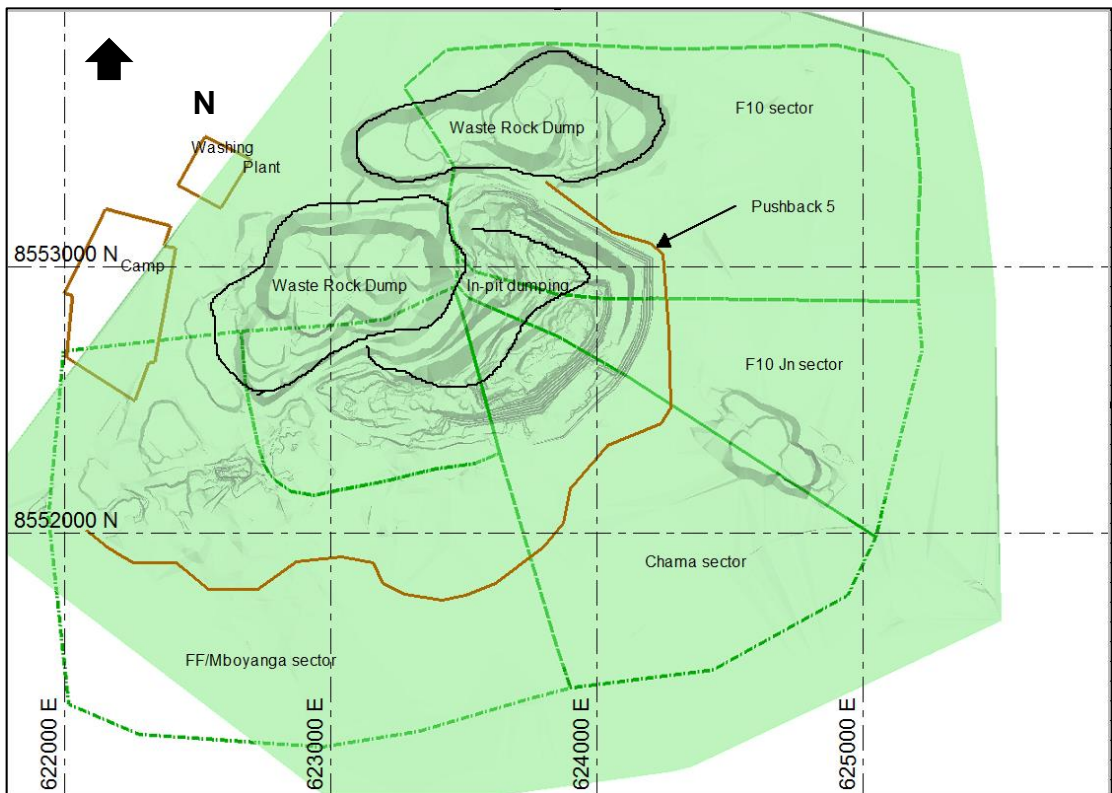 N
F10 sector
Waste Rock Dump
Washing
Plant
Pushback 5
8553000 N
Camp
Waste Rock Dump
In-pit dumping
F10 Jn sector
8552000 N
Chama sector
FF/Mboyanga sector
622000 E
623000 E
624000 E
625000 E